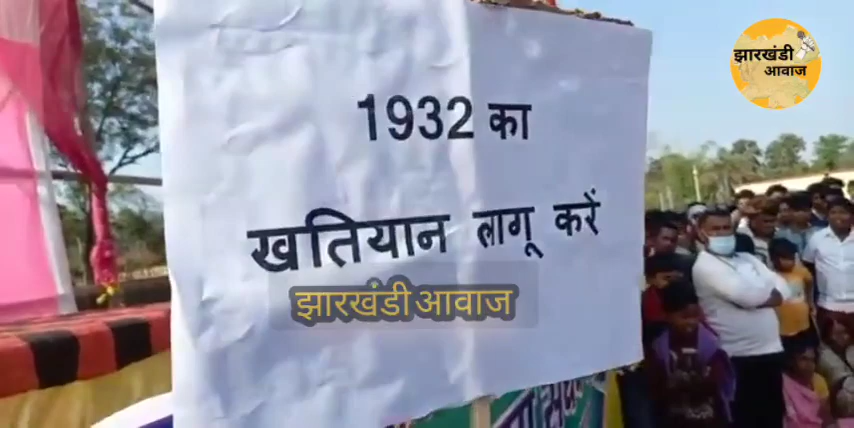 झारखंडी
आवाज
1932 का
खतियान लागू करें
झारखंडी आवाज